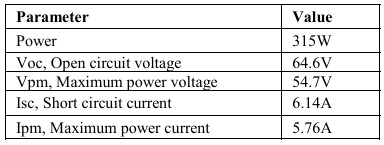 Parameter Value
Power 315W
Voc, Open circuit voltage 64.6V
Vpm, Maximum power voltage 54.7V
Isc, Short circuit current 6.14A
Ipm, Maximum power current 5.76A